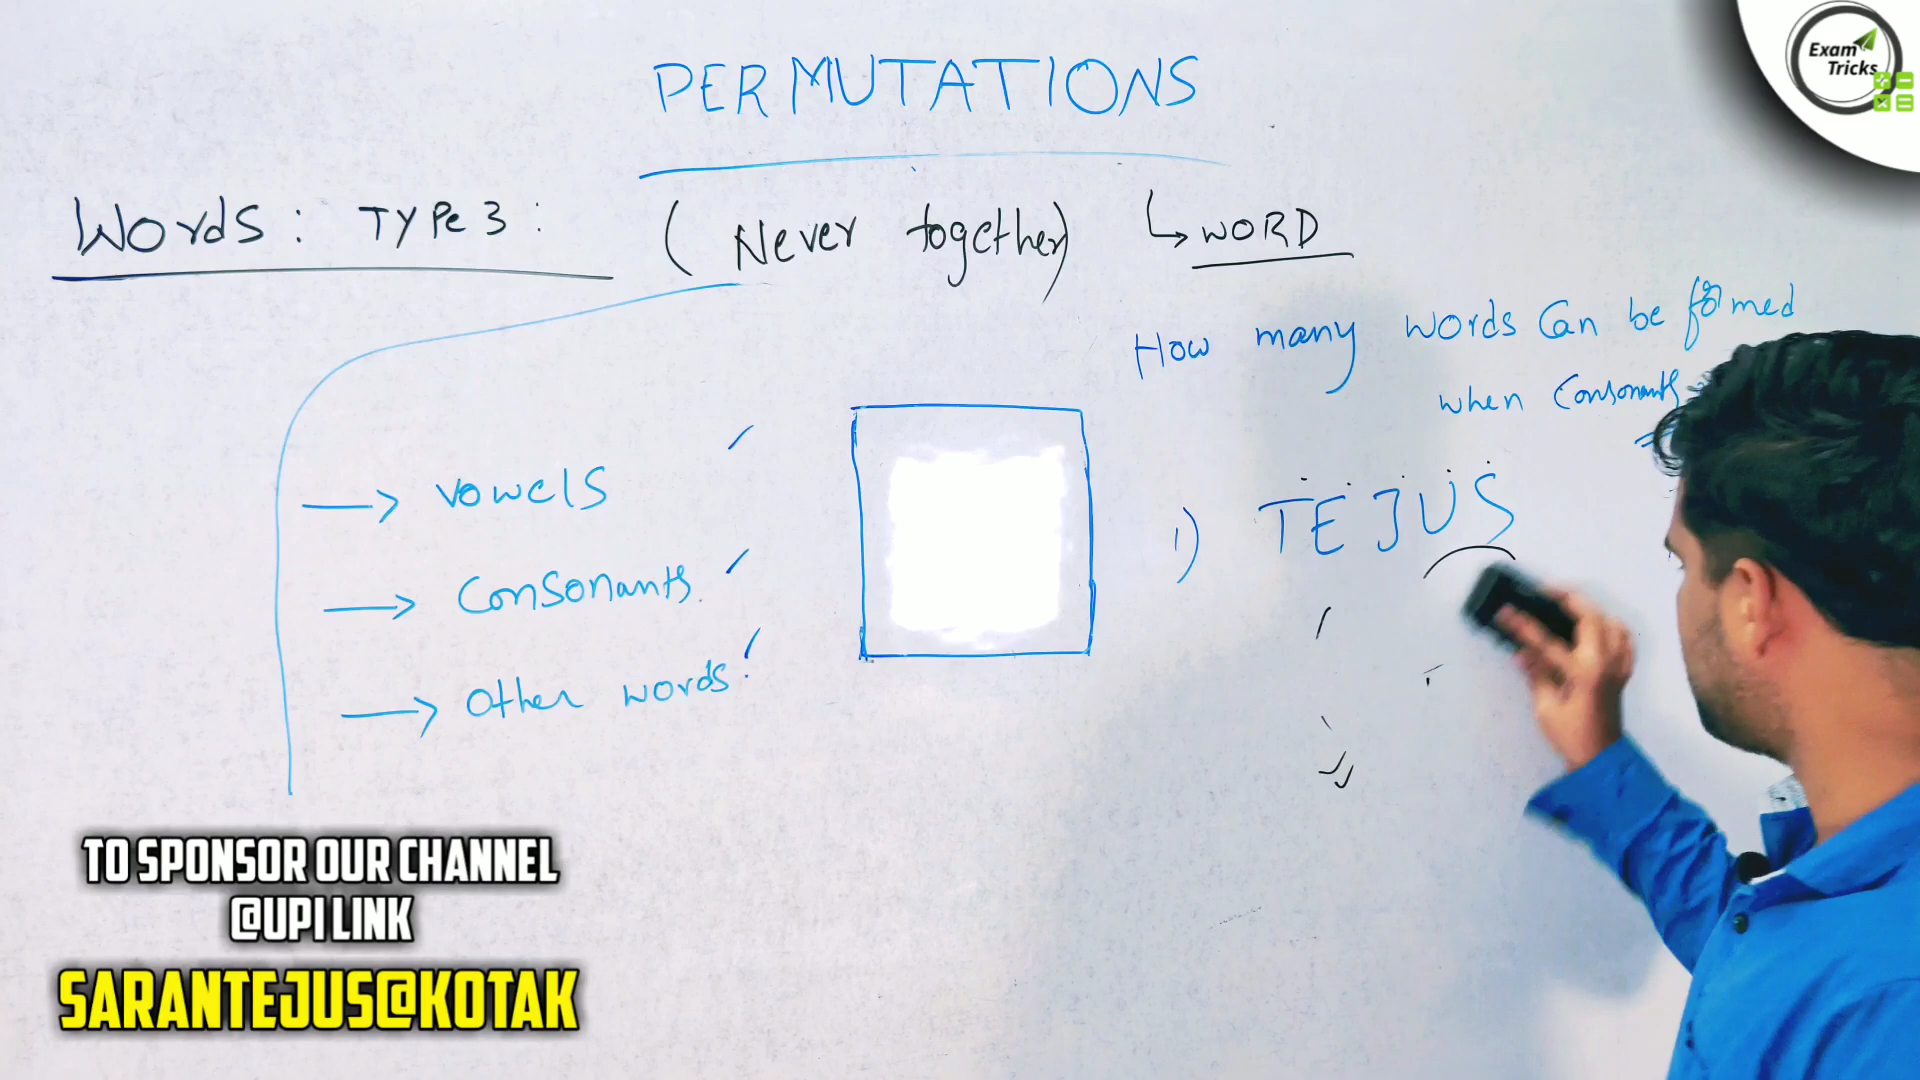 PERMUTATIONS
Words: TYPe 3:
(Never together)
WORD
How many words can be formed
when Consonants
→ vowels
→ Consonants
→ Other words
1) TEJUS
Exam
Tricks
TO SPONSOR OUR CHANNEL
@UPI LINK
SARANTEJUS@KOTAK